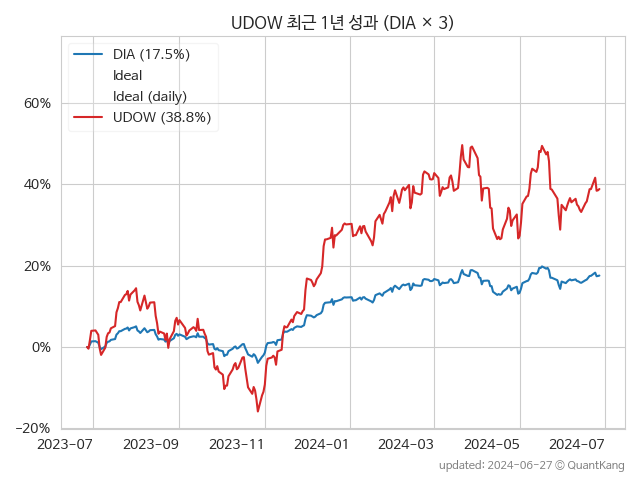 UDOW 최근 1년 성과 (DIA × 3)
DIA (17.5%)
Ideal
Ideal (daily)
UDOW (38.8%)
60%
40%
20%
0%
−20%
2023-07 2023-09 2023-11 2024-01 2024-03 2024-05 2024-07
updated: 2024-06-27 © QuantKang